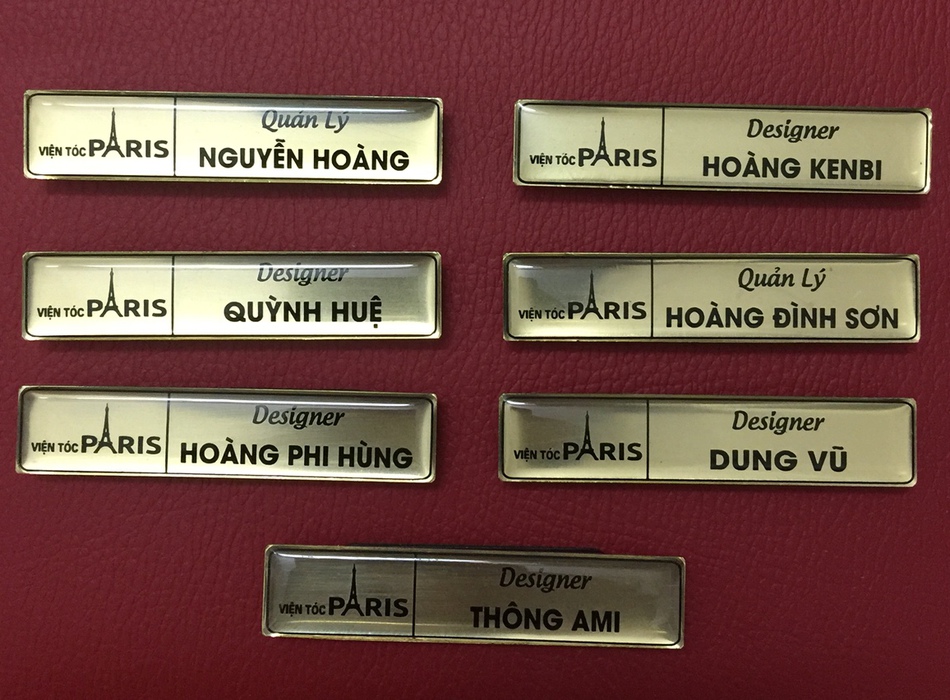 Quản Lý
VIỆN TÓC PARIS
NGUYỄN HOÀNG
Designer
VIỆN TÓC PARIS
HOÀNG KENBI
Designer
VIỆN TÓC PARIS
QUỲNH HUỆ
Quản Lý
VIỆN TÓC PARIS
HOÀNG ĐÌNH SƠN
Designer
VIỆN TÓC PARIS
HOÀNG PHI HÙNG
Designer
VIỆN TÓC PARIS
DUNG VŨ
Designer
VIỆN TÓC PARIS
THÔNG AMI